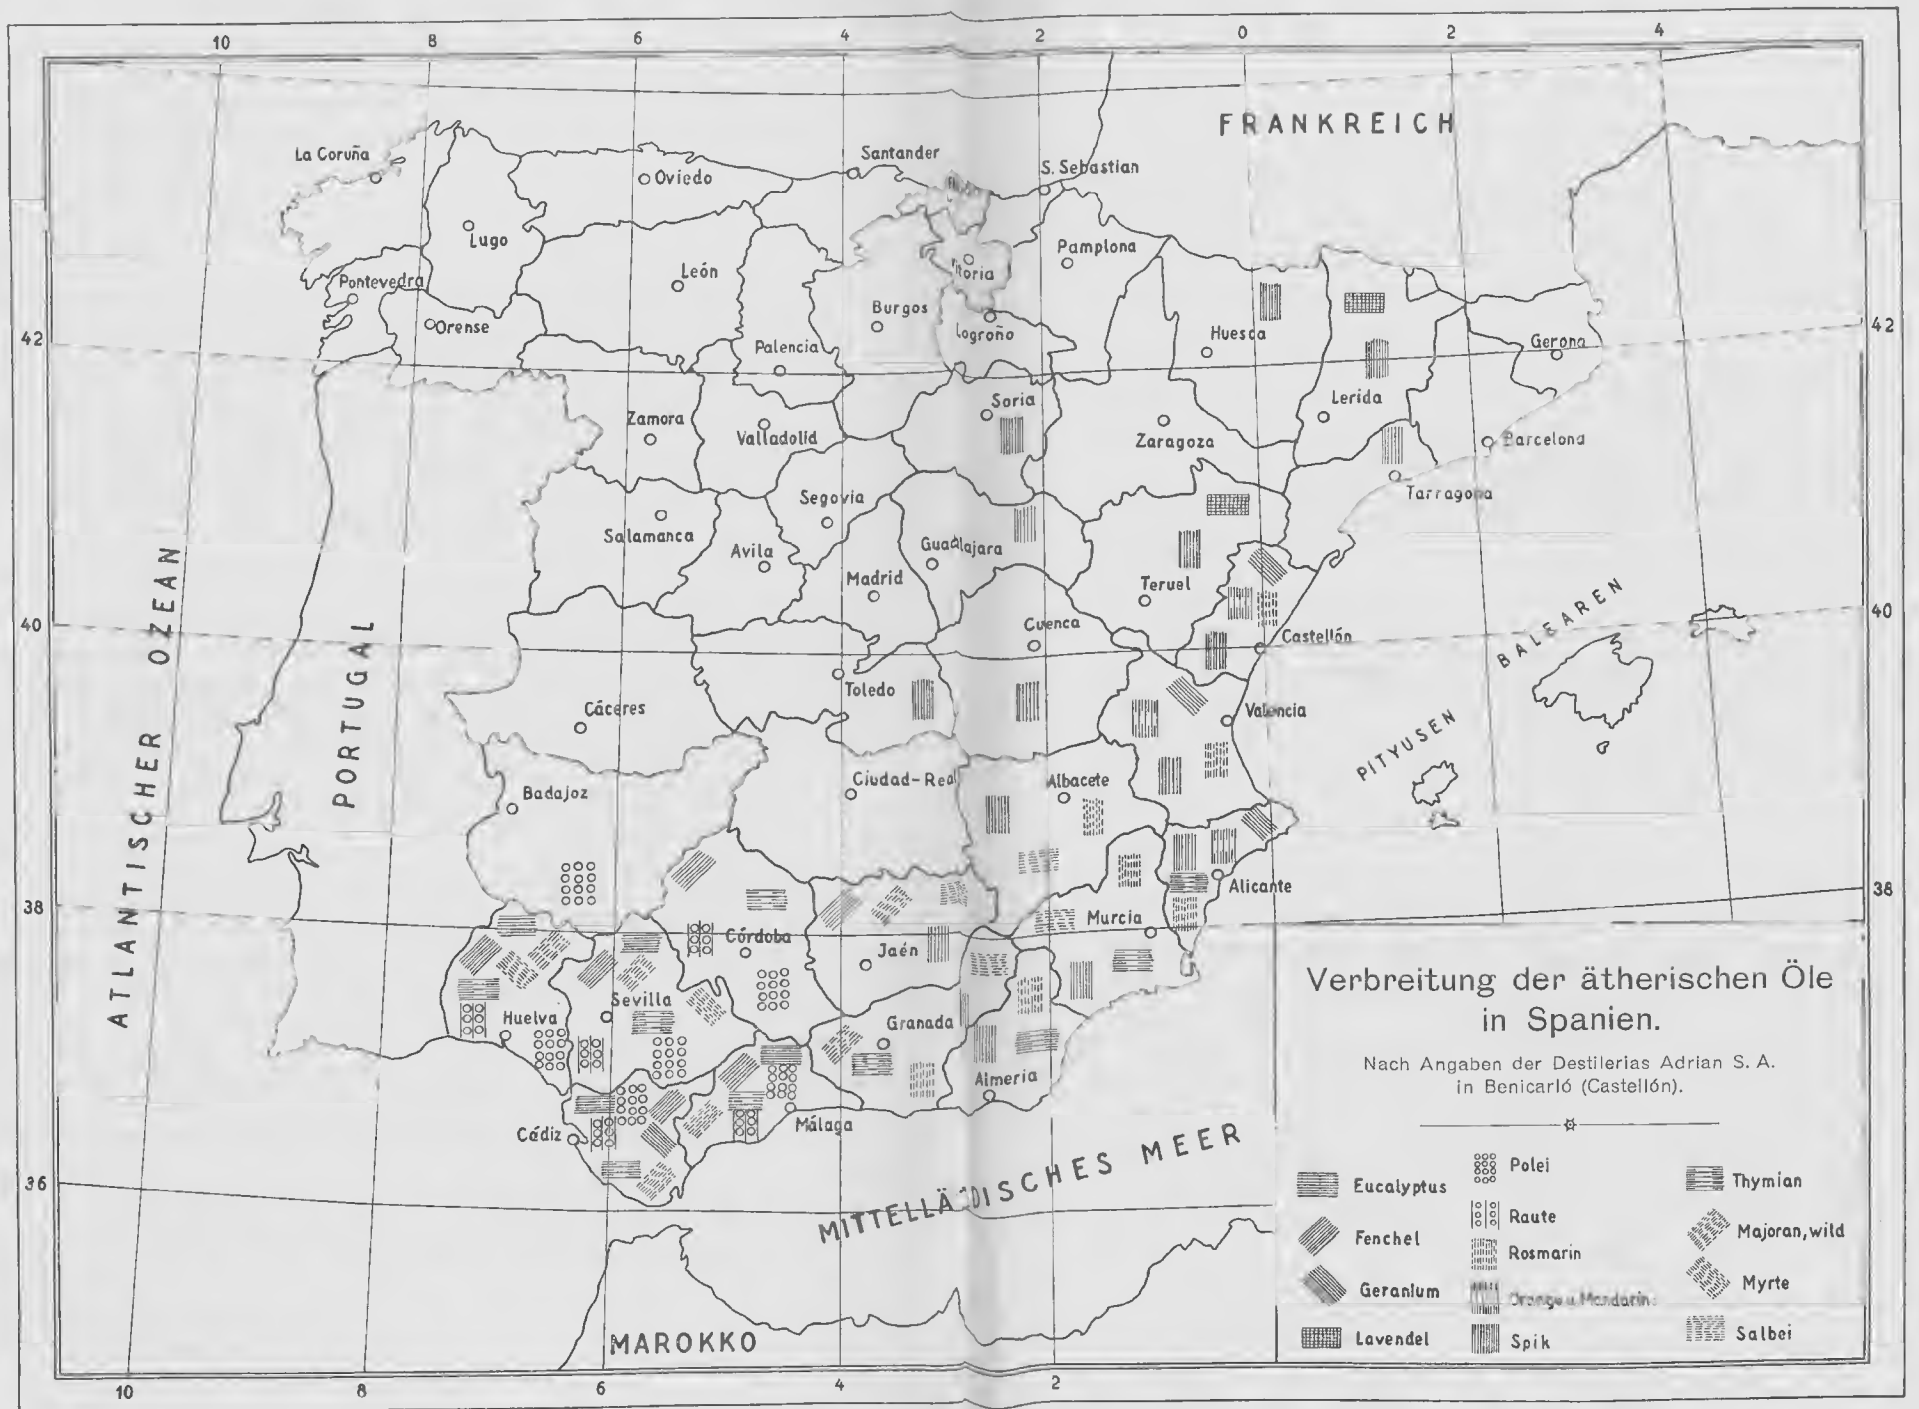 10 8 6 4 2 0 2 4
FRANKREICH
La Coruña
Santander
S. Sebastian
Oviedo
Lugo
Pamplona
León
Pontevedra
Burgos
Orense
Logroño
Huesca
42
42
Palencia
Gerona
Soria
Lerida
Zamora
Valladolid
Zaragoza
Barcelona
Segovia
Tarragona
Salamanca
Avila
Guadalajara
Madrid
Teruel
40
40
Cuenca
Castellón
BALEAREN
Toledo
Cáceres
Valencia
PITYUSEN
ATLANTISCHER OZEAN
PORTUGAL
Badajoz
Ciudad-Real
Albacete
Alicante
38
38
Murcia
Córdoba
Jaén
Sevilla
Huelva
Granada
Almeria
Málaga
Cádiz
MITTELLÄNDISCHES MEER
36
MAROKKO
Verbreitung der ätherischen Öle
in Spanien.
Nach Angaben der Destilerias Adrian S. A.
in Benicarló (Castellón).
Eucalyptus
Fenchel
Geranium
Lavendel
Polei
Raute
Rosmarin
Orange u. Mandarin
Spik
Thymian
Majoran, wild
Myrte
Salbei
10 8 6 4 2